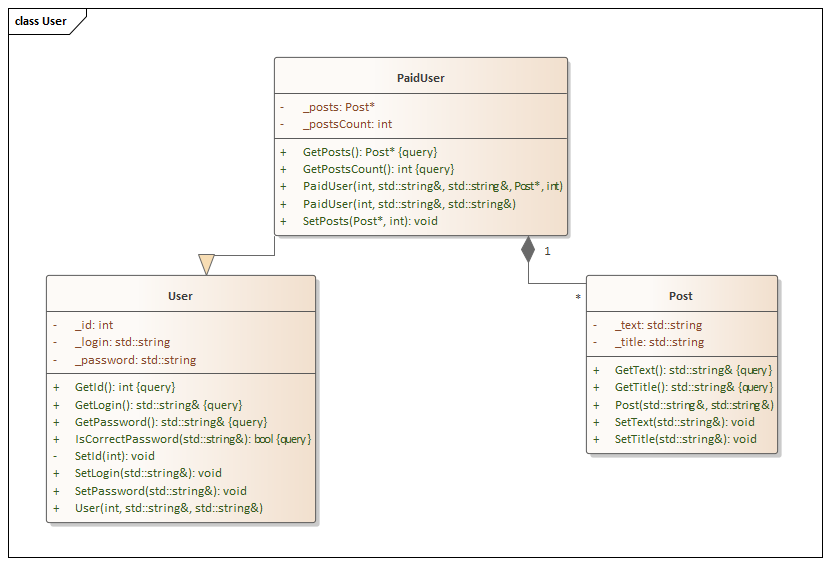 class User
PaidUser
- _posts: Post*
- _postsCount: int
+ GetPosts(): Post* {query}
+ GetPostsCount(): int {query}
+ PaidUser(int, std::string&, std::string&, Post*, int)
+ PaidUser(int, std::string&, std::string&)
+ SetPosts(Post*, int): void
1
*
User
- _id: int
- _login: std::string
- _password: std::string
+ GetId(): int {query}
+ GetLogin(): std::string& {query}
+ GetPassword(): std::string& {query}
+ IsCorrectPassword(std::string&): bool {query}
- SetId(int): void
+ SetLogin(std::string&): void
+ SetPassword(std::string&): void
+ User(int, std::string&, std::string&)
Post
- _text: std::string
- _title: std::string
+ GetText(): std::string& {query}
+ GetTitle(): std::string& {query}
+ Post(std::string&, std::string&)
+ SetText(std::string&): void
+ SetTitle(std::string&): void